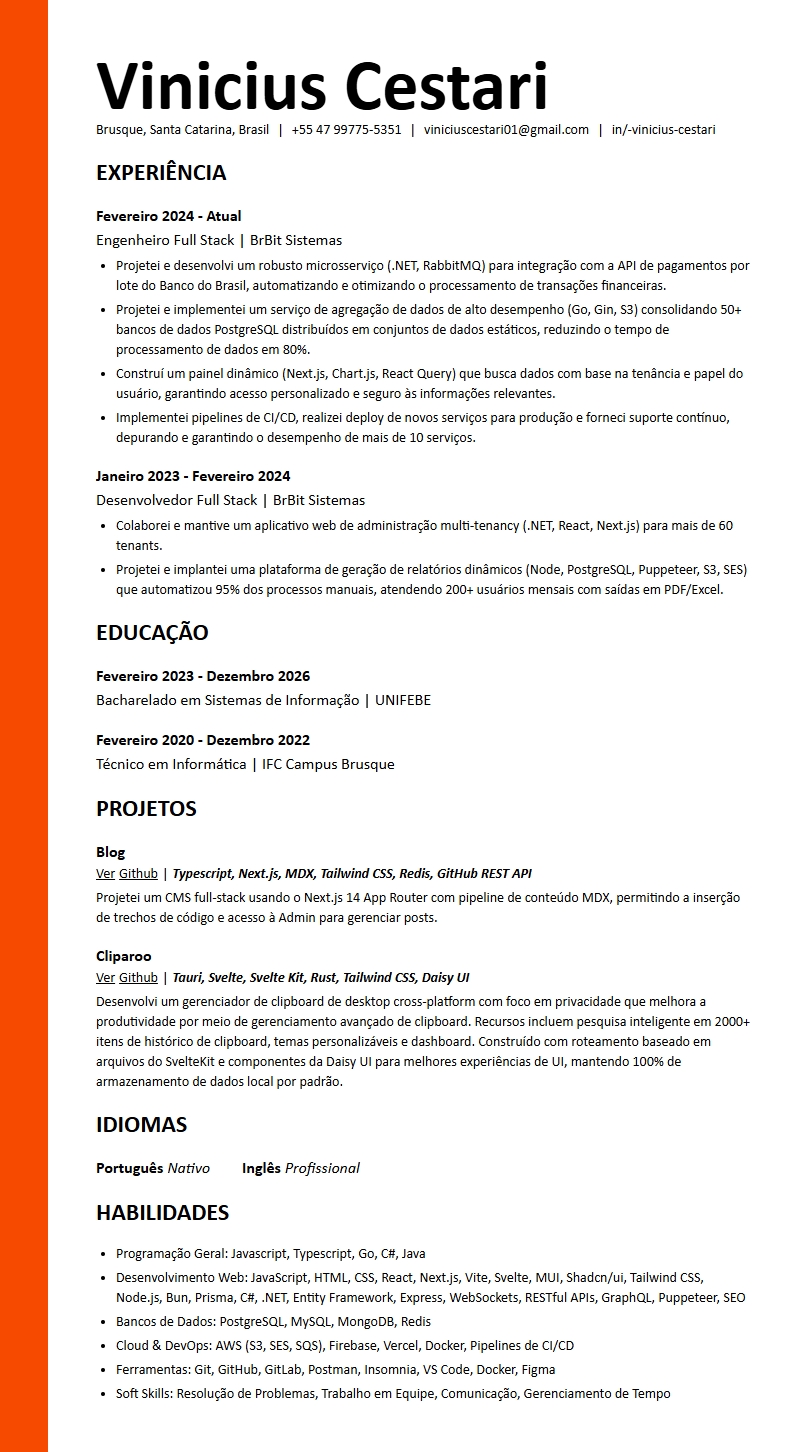 Vinicius Cestari
Brusque, Santa Catarina, Brasil | +55 47 99775-5351 | viniciuscestari01@gmail.com | in/-vinicius-cestari
EXPERIÊNCIA
Fevereiro 2024 - Atual
Engenheiro Full Stack | BrBit Sistemas
• Projetei e desenvolvi um robusto microsserviço (.NET, RabbitMQ) para integração com a API de pagamentos por
lote do Banco do Brasil, automatizando e otimizando o processamento de transações financeiras.
• Projetei e implementei um serviço de agregação de dados de alto desempenho (Go, Gin, S3) consolidando 50+
bancos de dados PostgreSQL distribuídos em conjuntos de dados estáticos, reduzindo o tempo de
processamento de dados em 80%.
• Construí um painel dinâmico (Next.js, Chart.js, React Query) que busca dados com base na tenância e papel do
usuário, garantindo acesso personalizado e seguro às informações relevantes.
• Implementei pipelines de CI/CD, realizei deploy de novos serviços para produção e forneci suporte contínuo,
depurando e garantindo o desempenho de mais de 10 serviços.
Janeiro 2023 - Fevereiro 2024
Desenvolvedor Full Stack | BrBit Sistemas
• Colaborei e mantive um aplicativo web de administração multi-tenancy (.NET, React, Next.js) para mais de 60
tenants.
• Projetei e implantei uma plataforma de geração de relatórios dinâmicos (Node, PostgreSQL, Puppeteer, S3, SES)
que automatizou 95% dos processos manuais, atendendo 200+ usuários mensais com saídas em PDF/Excel.
EDUCAÇÃO
Fevereiro 2023 - Dezembro 2026
Bacharelado em Sistemas de Informação | UNIFEBE
Fevereiro 2020 - Dezembro 2022
Técnico em Informática | IFC Campus Brusque
PROJETOS
Blog
Ver Github | Typescript, Next.js, MDX, Tailwind CSS, Redis, GitHub REST API
Projetei um CMS full-stack usando o Next.js 14 App Router com pipeline de conteúdo MDX, permitindo a inserção
de trechos de código e acesso à Admin para gerenciar posts.
Cliparoo
Ver Github | Tauri, Svelte, Svelte Kit, Rust, Tailwind CSS, Daisy UI
Desenvolvi um gerenciador de clipboard de desktop cross-platform com foco em privacidade que melhora a
produtividade por meio de gerenciamento avançado de clipboard. Recursos incluem pesquisa inteligente em 2000+
itens de histórico de clipboard, temas personalizáveis e dashboard. Construído com roteamento baseado em
arquivos do SvelteKit e componentes da Daisy UI para melhores experiências de UI, mantendo 100% de
armazenamento de dados local por padrão.
IDIOMAS
Português Nativo Inglês Profissional
HABILIDADES
• Programação Geral: Javascript, Typescript, Go, C#, Java
• Desenvolvimento Web: JavaScript, HTML, CSS, React, Next.js, Vite, Svelte, MUI, Shadcn/ui, Tailwind CSS,
Node.js, Bun, Prisma, C#, .NET, Entity Framework, Express, WebSockets, RESTful APIs, GraphQL, Puppeteer, SEO
• Bancos de Dados: PostgreSQL, MySQL, MongoDB, Redis
• Cloud & DevOps: AWS (S3, SES, SQS), Firebase, Vercel, Docker, Pipelines de CI/CD
• Ferramentas: Git, GitHub, GitLab, Postman, Insomnia, VS Code, Docker, Figma
• Soft Skills: Resolução de Problemas, Trabalho em Equipe, Comunicação, Gerenciamento de Tempo